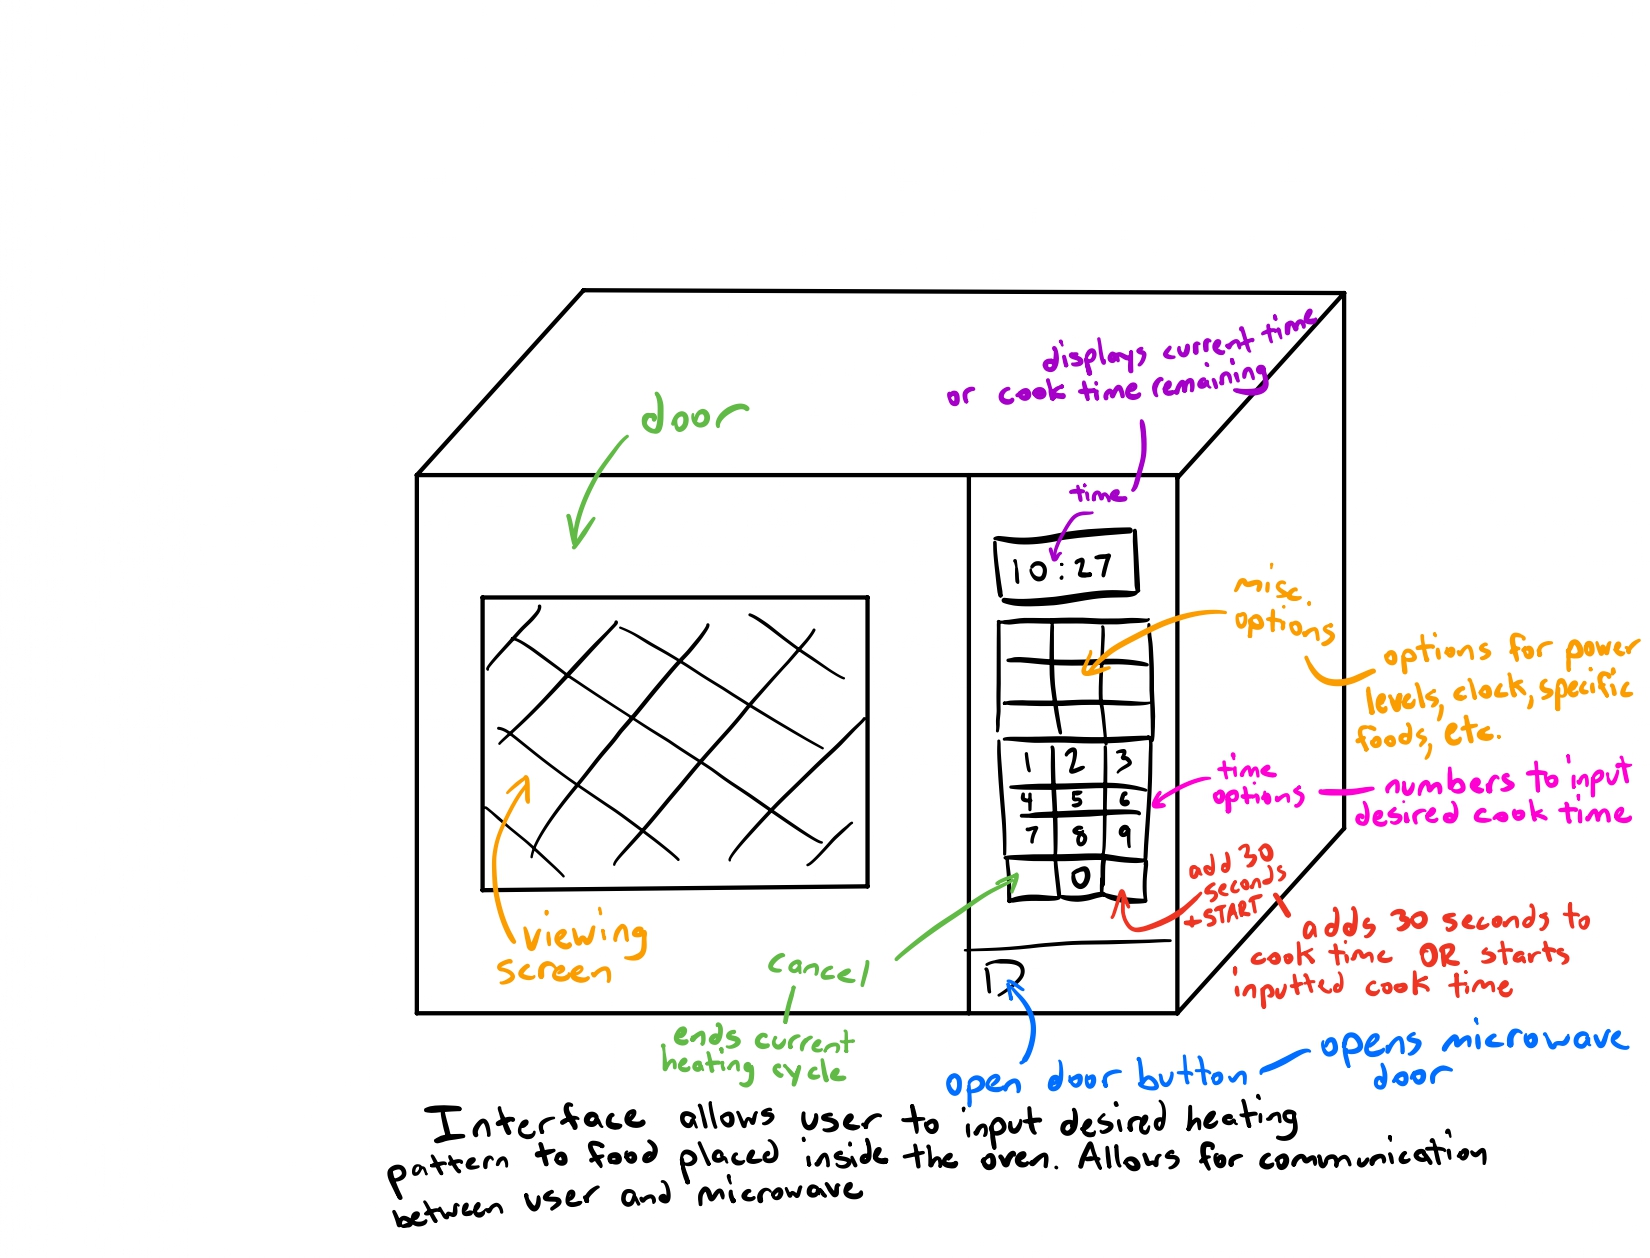 displays current time
or cook time remaining
door
time
10:27
misc.
options
options for power
levels, clock, specific
foods, etc.
1 2 3
4 5 6
7 8 9
0
time
options
numbers to input
desired cook time
add 30
seconds
+START
adds 30 seconds to
cook time OR starts
inputted cook time
viewing
screen
cancel
ends current
heating cycle
open door button
opens microwave
door
Interface allows user to input desired heating
pattern to food placed inside the oven. Allows for communication
between user and microwave